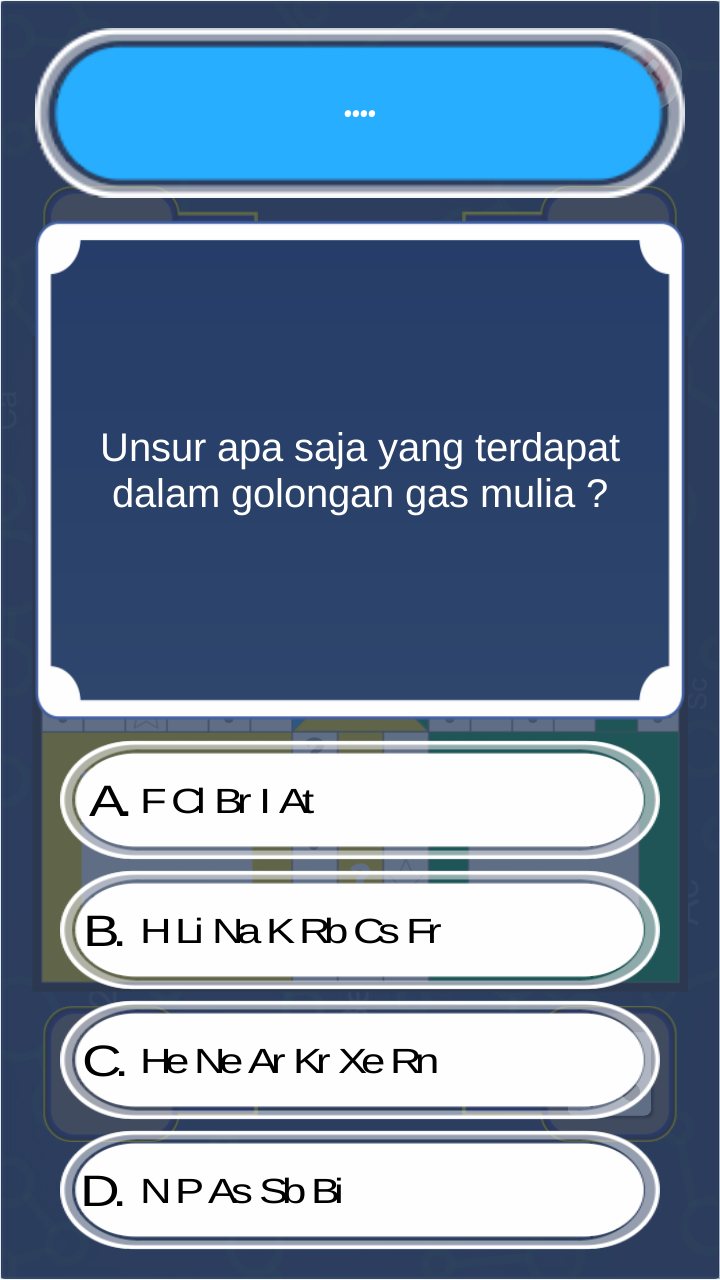 ....
Unsur apa saja yang terdapat
dalam golongan gas mulia ?
A. F Cl Br I At
B. H Li Na K Rb Cs Fr
C. He Ne Ar Kr Xe Rn
D. N P As Sb Bi